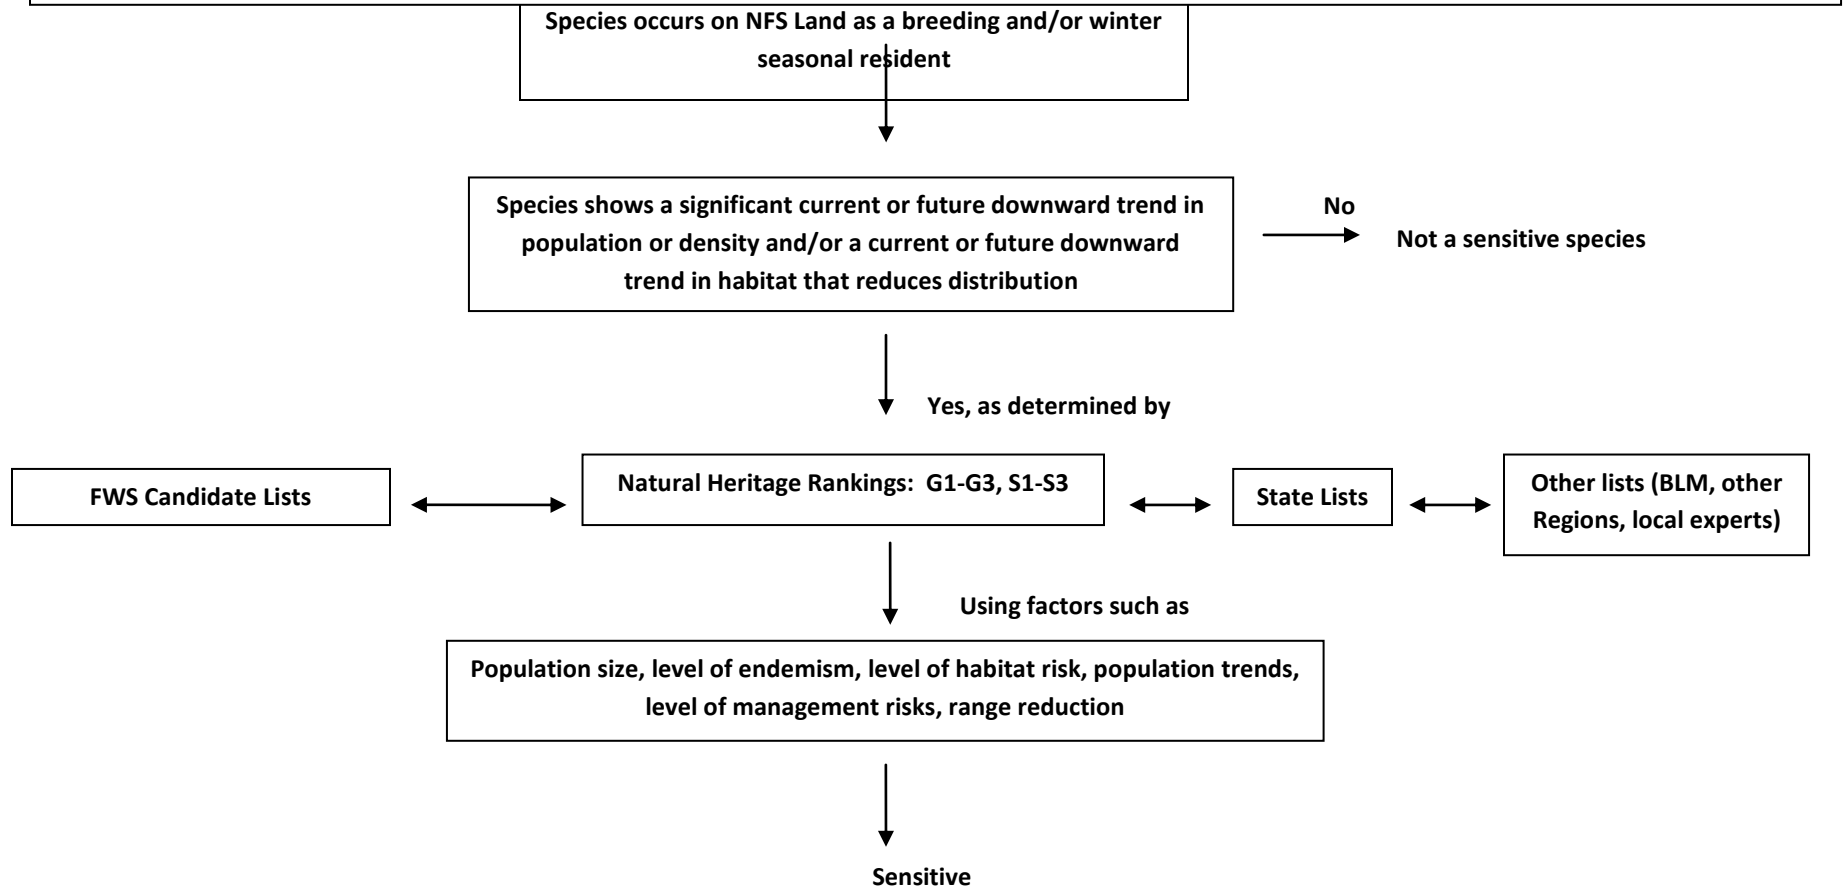 Species occurs on NFS Land as a breeding and/or winter
seasonal resident
Species shows a significant current or future downward trend in
population or density and/or a current or future downward
trend in habitat that reduces distribution
No
Not a sensitive species
Yes, as determined by
FWS Candidate Lists
Natural Heritage Rankings: G1-G3, S1-S3
State Lists
Other lists (BLM, other
Regions, local experts)
Using factors such as
Population size, level of endemism, level of habitat risk, population trends,
level of management risks, range reduction
Sensitive